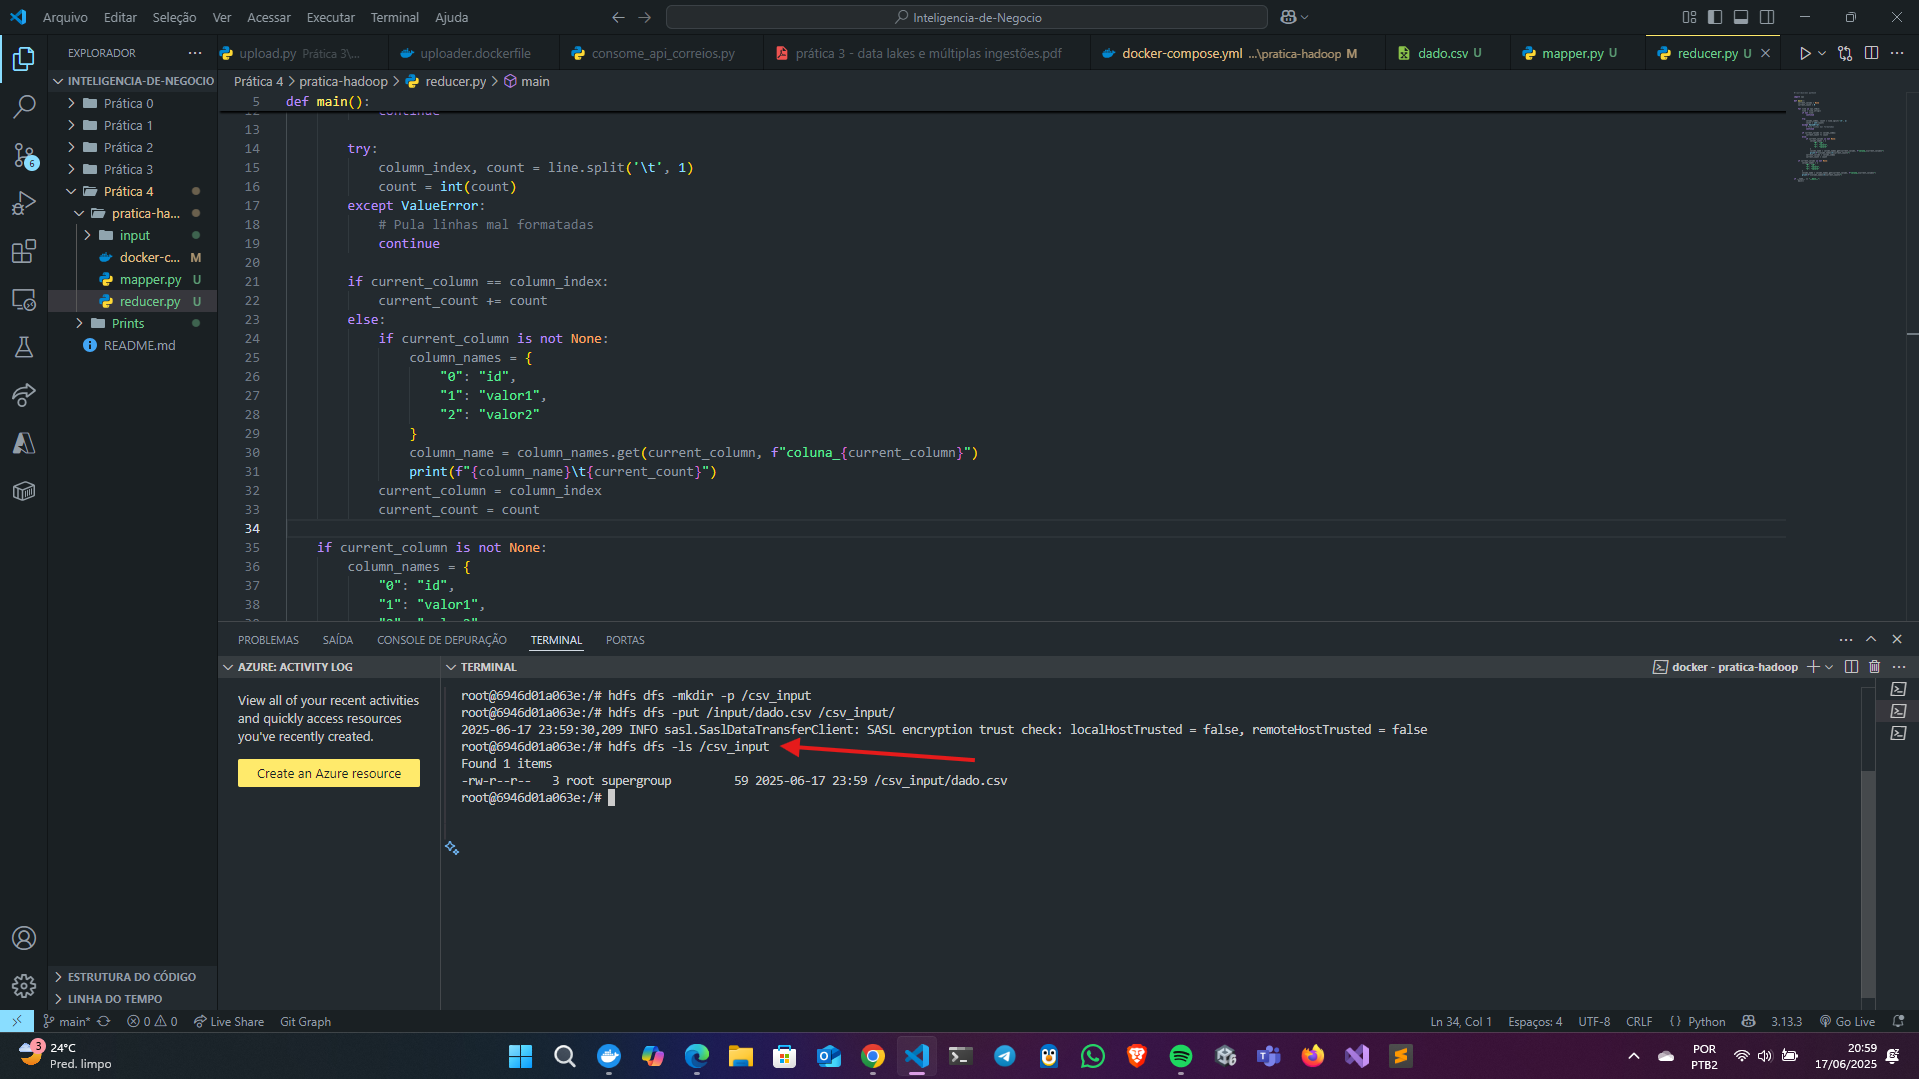 Arquivo Editar Seleção Ver Acessar Executar Terminal Ajuda
Inteligencia-de-Negocio
EXPLORADOR
upload.py Prática 3\...
uploader.dockerfile
consome_api_correios.py
prática 3 - data lakes e múltiplas ingestões.pdf
docker-compose.yml ...\pratica-hadoop M
dado.csv U
mapper.py U
reducer.py U
INTELIGENCIA-DE-NEGOCIO
Prática 0
Prática 1
Prática 2
Prática 3
Prática 4
pratica-ha...
input
docker-c... M
mapper.py U
reducer.py U
Prints
README.md
6
Prática 4 > pratica-hadoop > reducer.py > main
5 def main():
12 continue
13
14 try:
15 column_index, count = line.split('\t', 1)
16 count = int(count)
17 except ValueError:
18 # Pula linhas mal formatadas
19 continue
20
21 if current_column == column_index:
22 current_count += count
23 else:
24 if current_column is not None:
25 column_names = {
26 "0": "id",
27 "1": "valor1",
28 "2": "valor2"
29 }
30 column_name = column_names.get(current_column, f"coluna_{current_column}")
31 print(f"{column_name}\t{current_count}")
32 current_column = column_index
33 current_count = count
34
35 if current_column is not None:
36 column_names = {
37 "0": "id",
38 "1": "valor1",
PROBLEMAS SAÍDA CONSOLE DE DEPURAÇÃO TERMINAL PORTAS
AZURE: ACTIVITY LOG
View all of your recent activities
and quickly access resources
you've recently created.
Create an Azure resource
TERMINAL
docker - pratica-hadoop
root@6946d01a063e:/# hdfs dfs -mkdir -p /csv_input
root@6946d01a063e:/# hdfs dfs -put /input/dado.csv /csv_input/
2025-06-17 23:59:30,209 INFO sasl.SaslDataTransferClient: SASL encryption trust check: localHostTrusted = false, remoteHostTrusted = false
root@6946d01a063e:/# hdfs dfs -ls /csv_input
Found 1 items
-rw-r--r-- 3 root supergroup 59 2025-06-17 23:59 /csv_input/dado.csv
root@6946d01a063e:/#
ESTRUTURA DO CÓDIGO
LINHA DO TEMPO
main* 0 0 Live Share Git Graph
Ln 34, Col 1 Espaços: 4 UTF-8 CRLF { } Python 3.13.3 Go Live
3
24°C
Pred. limpo
POR
PTB2
20:59
17/06/2025